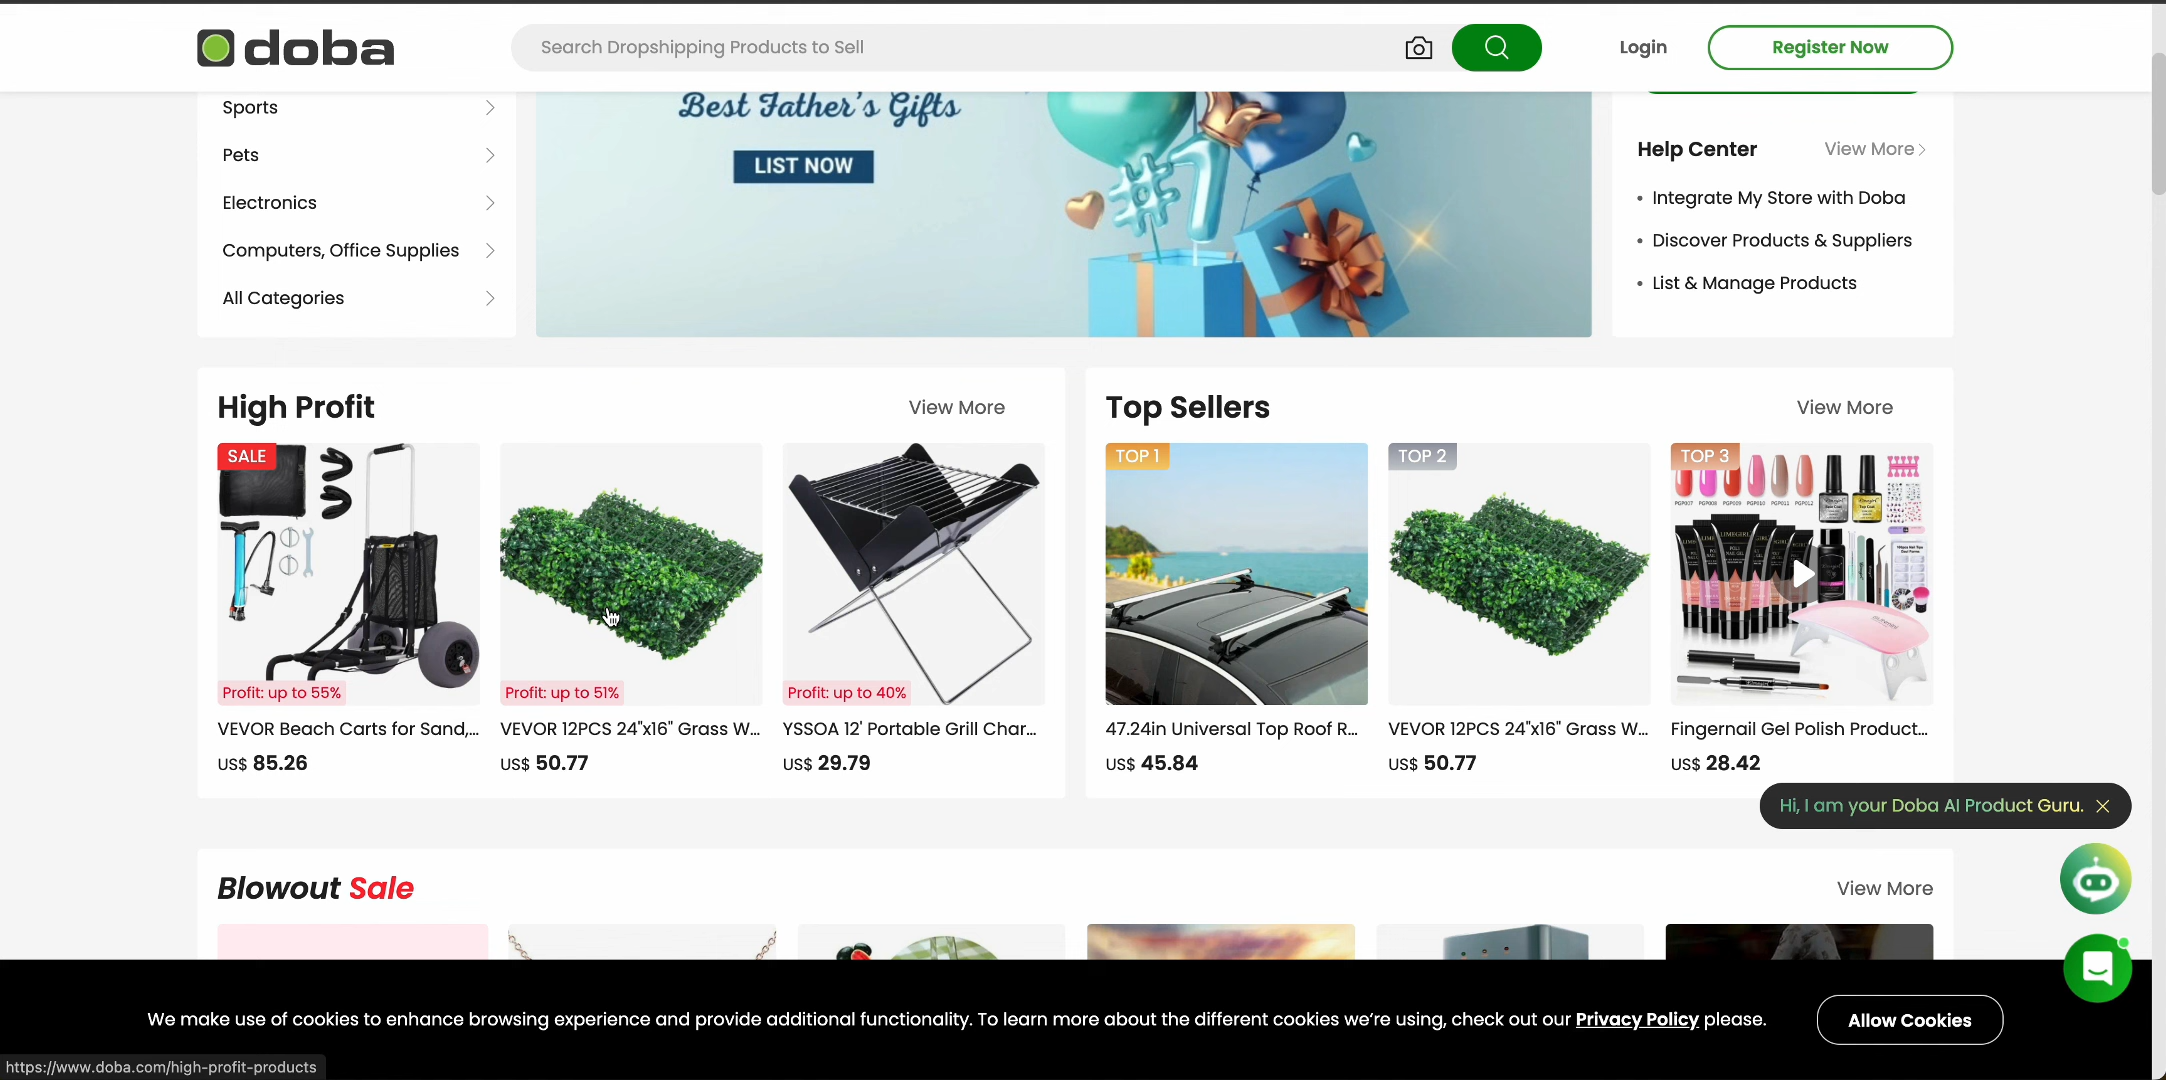 doba
Search Dropshipping Products to Sell
Login
Register Now
Sports
Pets
Electronics
Computers, Office Supplies
All Categories
Best Father's Gifts
LIST NOW
#1
Help Center
View More
• Integrate My Store with Doba
• Discover Products & Suppliers
• List & Manage Products
High Profit
View More
SALE
Profit: up to 55%
VEVOR Beach Carts for Sand,...
US$ 85.26
Profit: up to 51%
VEVOR 12PCS 24"x16" Grass W...
US$ 50.77
Profit: up to 40%
YSSOA 12' Portable Grill Char...
US$ 29.79
Top Sellers
View More
TOP 1
47.24in Universal Top Roof R...
US$ 45.84
TOP 2
VEVOR 12PCS 24"x16" Grass W...
US$ 50.77
TOP 3
PGP007 PGP008 PGP009 PGP010 PGP011 PGP012
Fingernail Gel Polish Product...
US$ 28.42
Hi, I am your Doba AI Product Guru.
Blowout Sale
View More
We make use of cookies to enhance browsing experience and provide additional functionality. To learn more about the different cookies we're using, check out our Privacy Policy please.
Allow Cookies
https://www.doba.com/high-profit-products